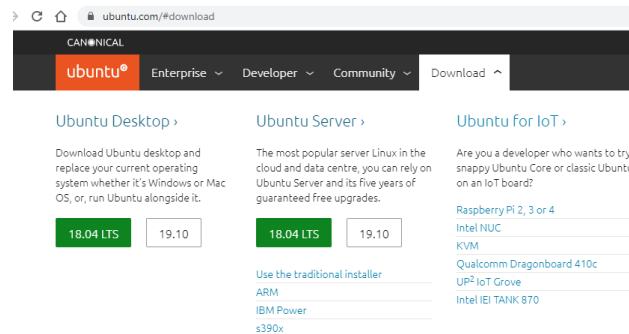 ubuntu.com/#download
CANONICAL
ubuntu®
Enterprise
Developer
Community
Download
Ubuntu Desktop ›
Download Ubuntu desktop and
replace your current operating
system whether it's Windows or Mac
OS, or, run Ubuntu alongside it.
18.04 LTS
19.10
Ubuntu Server ›
The most popular server Linux in the
cloud and data centre, you can rely on
Ubuntu Server and its five years of
guaranteed free upgrades.
18.04 LTS
19.10
Use the traditional installer
ARM
IBM Power
s390x
Ubuntu for IoT ›
Are you a developer who wants to try
snappy Ubuntu Core or classic Ubuntu
on an IoT board?
Raspberry Pi 2, 3 or 4
Intel NUC
KVM
Qualcomm Dragonboard 410c
UP² IoT Grove
Intel IEI TANK 870